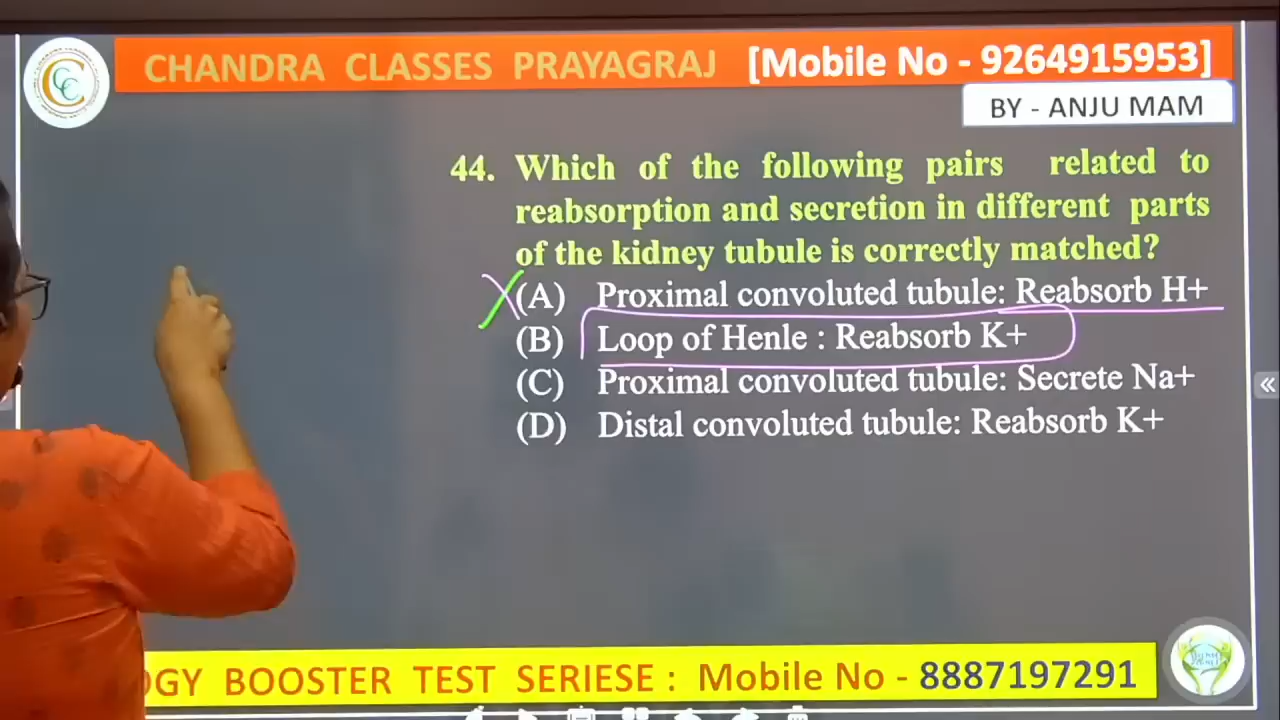 CHANDRA CLASSES PRAYAGRAJ [Mobile No - 9264915953]
BY - ANJU MAM
44. Which of the following pairs related to
reabsorption and secretion in different parts
of the kidney tubule is correctly matched?
(A) Proximal convoluted tubule: Reabsorb H+
(B) Loop of Henle : Reabsorb K+
(C) Proximal convoluted tubule: Secrete Na+
(D) Distal convoluted tubule: Reabsorb K+
OGY BOOSTER TEST SERIESE : Mobile No - 8887197291